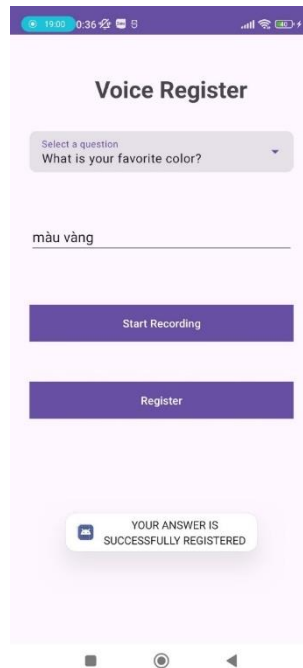 19:00 0:36
Voice Register
Select a question
What is your favorite color?
màu vàng
Start Recording
Register
YOUR ANSWER IS
SUCCESSFULLY REGISTERED